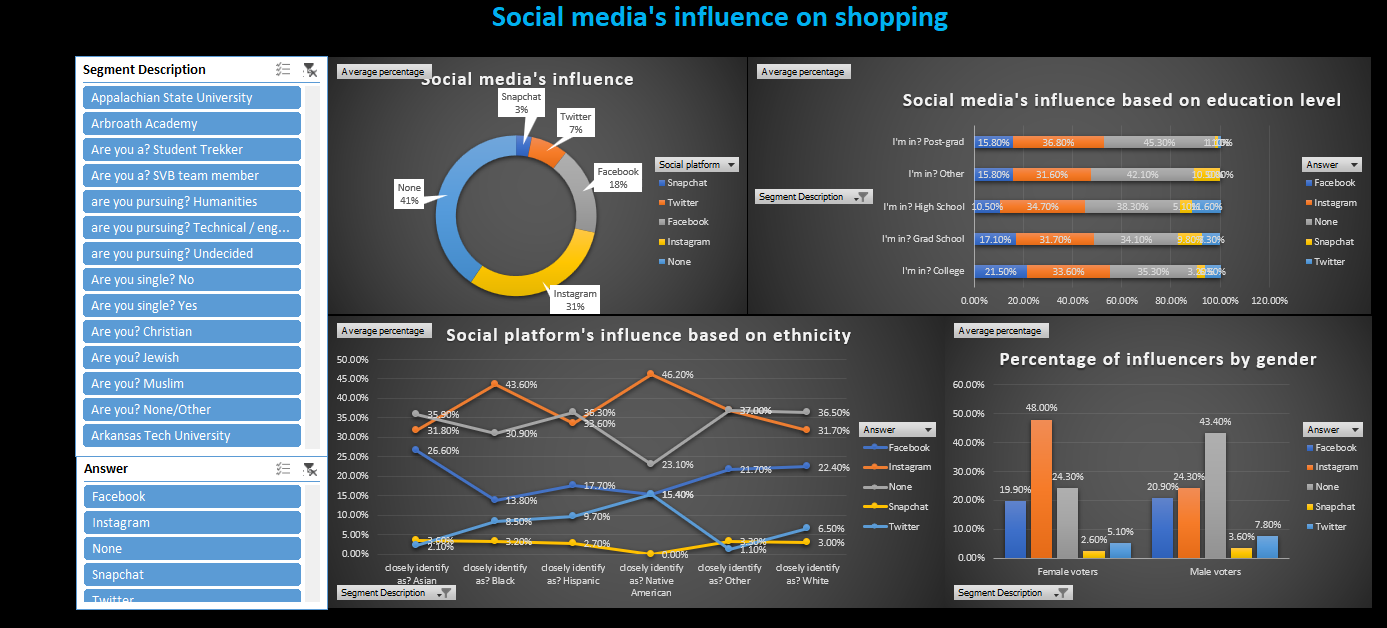 Social media's influence on shopping
Segment Description
Appalachian State University
Arbroath Academy
Are you a? Student Trekker
Are you a? SVB team member
are you pursuing? Humanities
are you pursuing? Technical / eng...
are you pursuing? Undecided
Are you single? No
Are you single? Yes
Are you? Christian
Are you? Jewish
Are you? Muslim
Are you? None/Other
Arkansas Tech University
Answer
Facebook
Instagram
None
Snapchat
Twitter
Average percentage
Social media's influence
Snapchat
3%
Twitter
7%
Facebook
18%
None
41%
Instagram
31%
Social platform
Snapchat
Twitter
Facebook
Instagram
None
Average percentage
Social media's influence based on education level
Segment Description
I'm in? Post-grad
15.80% 36.80% 45.30%
I'm in? Other
15.80% 31.60% 42.10%
I'm in? High School
10.50% 34.70% 38.30%
I'm in? Grad School
17.10% 31.70% 34.10%
I'm in? College
21.50% 33.60% 35.30%
0.00% 20.00% 40.00% 60.00% 80.00% 100.00% 120.00%
Answer
Facebook
Instagram
None
Snapchat
Twitter
Average percentage
Social platform's influence based on ethnicity
50.00%
45.00%
40.00%
35.00%
30.00%
25.00%
20.00%
15.00%
10.00%
5.00%
0.00%
35.90%
31.80%
26.60%
3.60%
2.10%
43.60%
30.90%
13.80%
8.50%
3.20%
36.30%
33.60%
17.70%
9.70%
2.70%
46.20%
23.10%
15.40%
0.00%
37.00%
21.70%
3.30%
1.10%
36.50%
31.70%
22.40%
6.50%
3.00%
closely identify
as? Asian
closely identify
as? Black
closely identify
as? Hispanic
closely identify
as? Native
American
closely identify
as? Other
closely identify
as? White
Segment Description
Answer
Facebook
Instagram
None
Snapchat
Twitter
Average percentage
Percentage of influencers by gender
60.00%
50.00%
40.00%
30.00%
20.00%
10.00%
0.00%
19.90%
48.00%
24.30%
2.60%
5.10%
20.90%
24.30%
43.40%
3.60%
7.80%
Female voters
Male voters
Segment Description
Answer
Facebook
Instagram
None
Snapchat
Twitter